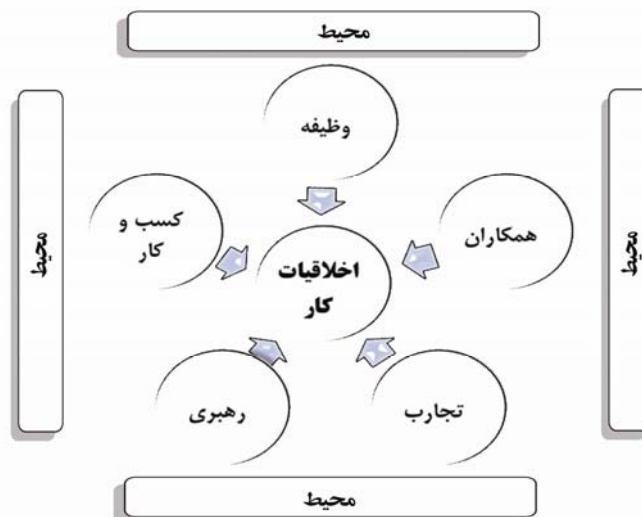 محیط
وظیفه
محیط
همکاران
کسب و
کار
محیط
اخلاقیات
کار
تجارب
رهبری
محیط